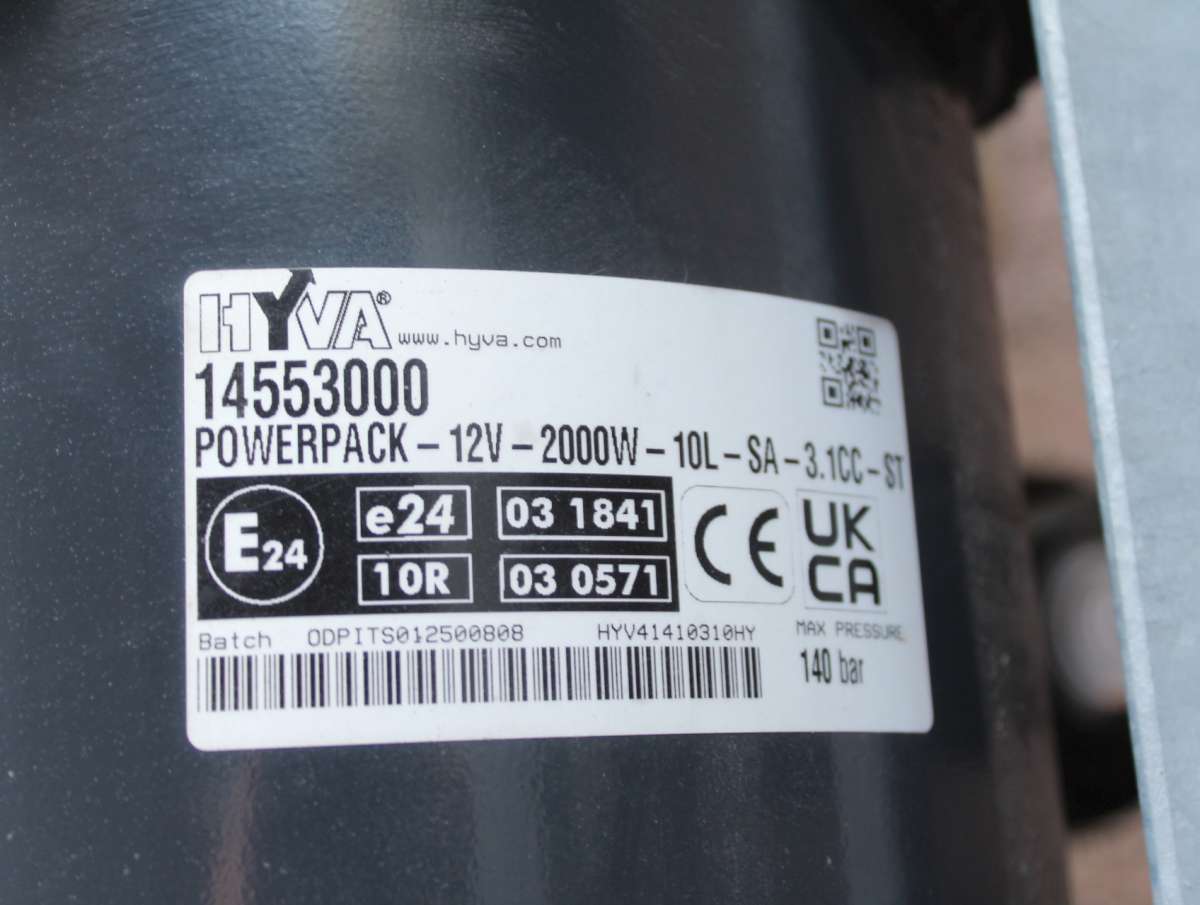 HYVA® www.hyva.com
14553000
POWERPACK – 12V – 2000W – 10L – SA – 3.1CC – ST
E24 e24 03 1841
10R 03 0571
CE UK
CA
Batch ODPITS012500808 HYV41410310HY MAX PRESSURE
140 bar